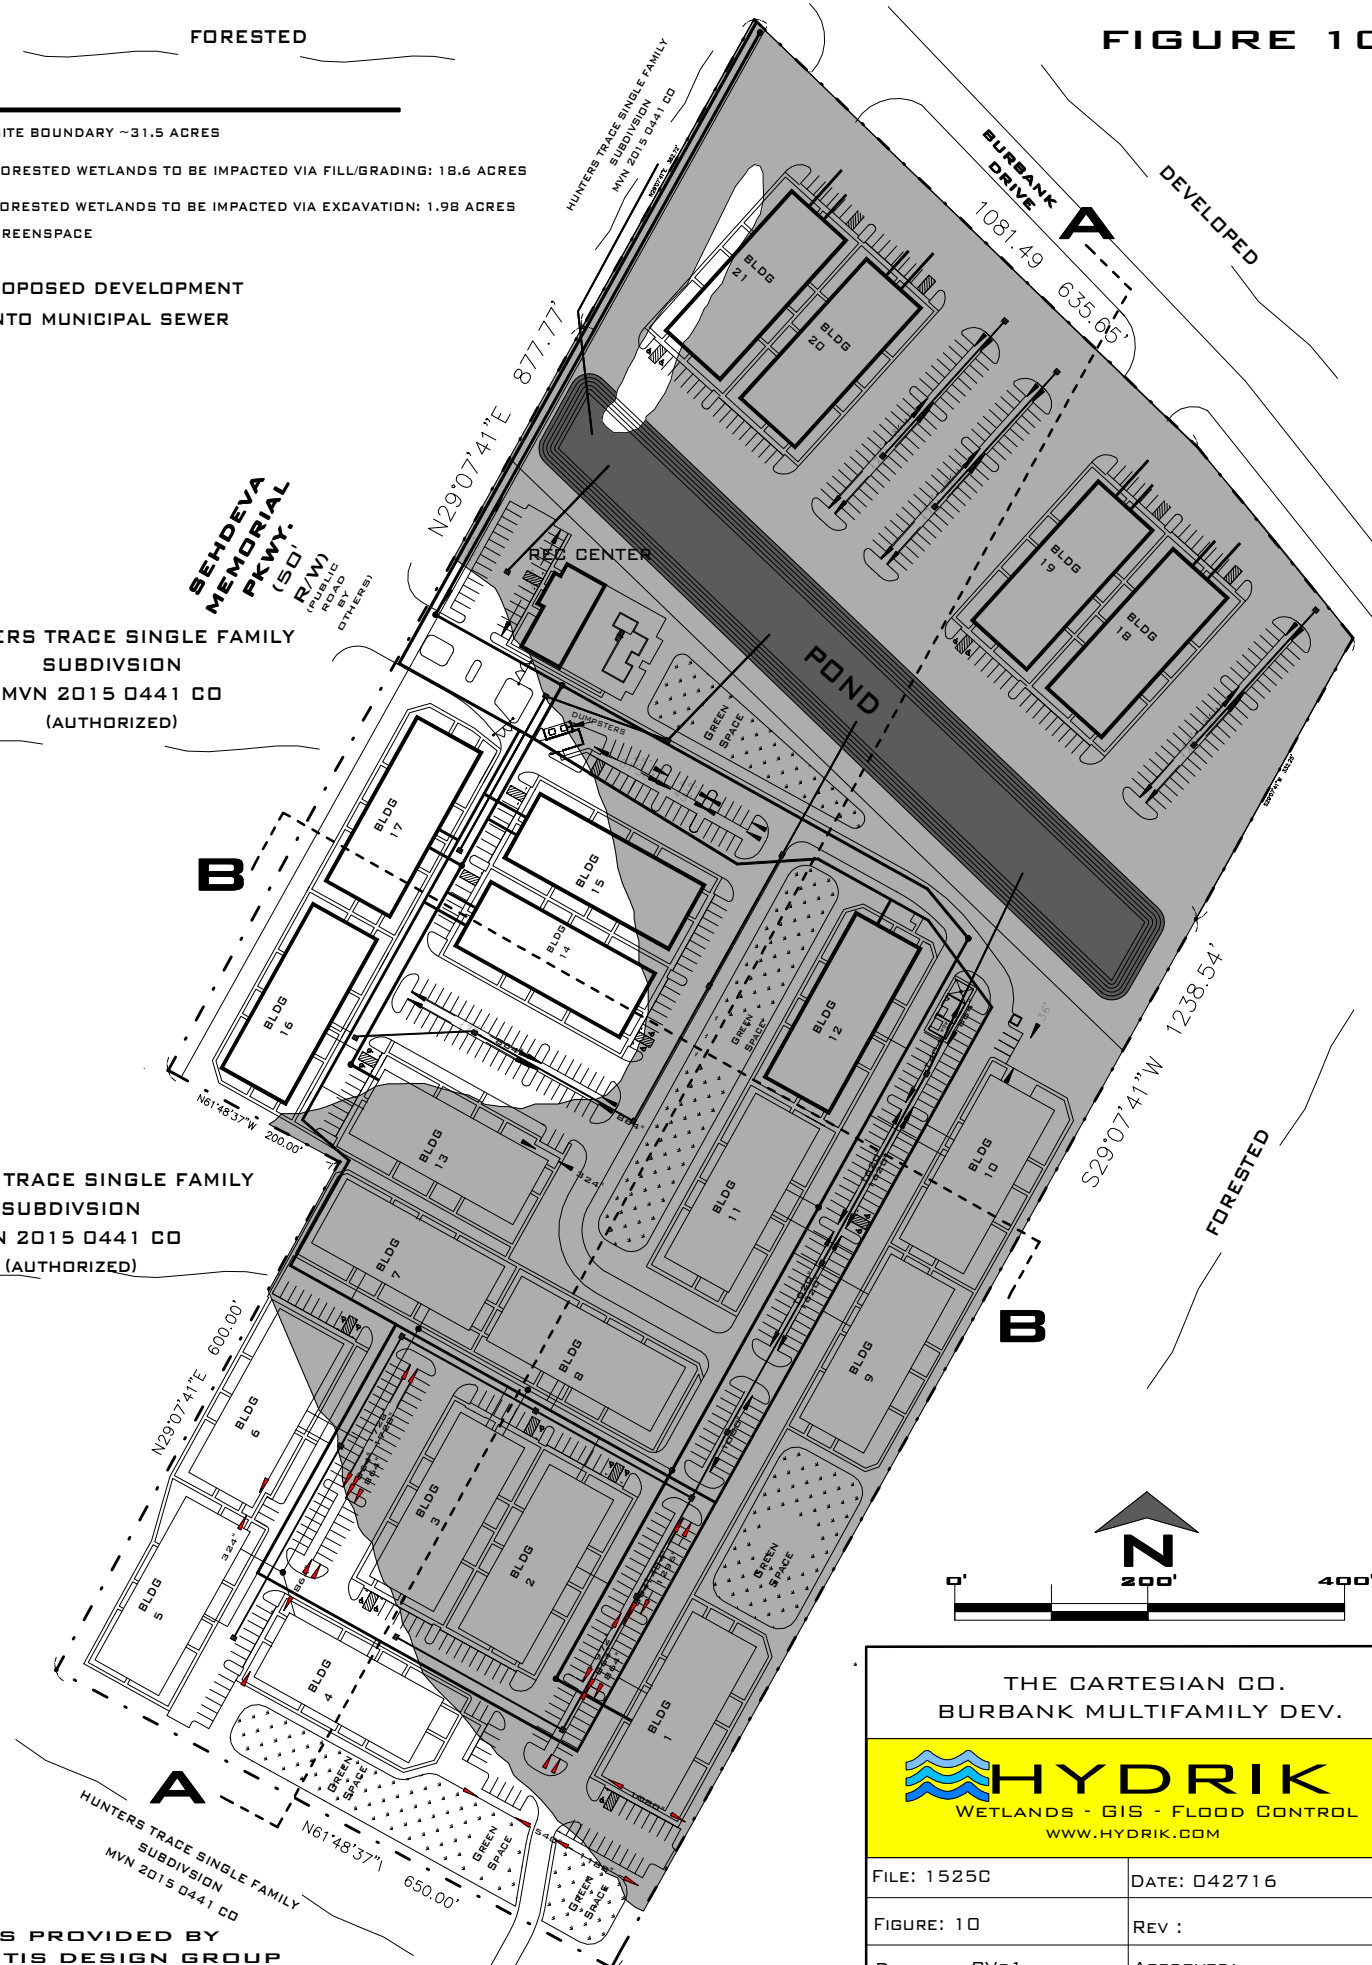 FORESTED
FIGURE 10
SITE BOUNDARY ~31.5 ACRES
FORESTED WETLANDS TO BE IMPACTED VIA FILL/GRADING: 18.6 ACRES
FORESTED WETLANDS TO BE IMPACTED VIA EXCAVATION: 1.98 ACRES
REENSPACE
OPOSED DEVELOPMENT
NTO MUNICIPAL SEWER
HUNTERS TRACE SINGLE FAMILY
SUBDIVSION
MVN 2015 0441 CO
BURBANK
DRIVE
DEVELOPED
A
1081.49
635.65'
N29°07'41"E 877.77'
BLDG
21
BLDG
20
BLDG
19
BLDG
18
SEHDEVA
MEMORIAL
PKWY.
(50'
R/W)
(PUBLIC
ROAD
BY
OTHERS)
REC CENTER
POND
ERS TRACE SINGLE FAMILY
SUBDIVSION
MVN 2015 0441 CO
(AUTHORIZED)
DUMPSTERS
GREEN
SPACE
BLDG
17
BLDG
15
BLDG
14
BLDG
16
B
BLDG
12
GREEN
SPACE
36'
S29°07'41"W 1238.54'
FORESTED
N61°48'37"W 200.00'
BLDG
13
324"
BLDG
11
BLDG
10
TRACE SINGLE FAMILY
SUBDIVSION
N 2015 0441 CO
(AUTHORIZED)
BLDG
7
BLDG
8
BLDG
9
B
N29°07'41"E 600.00'
BLDG
6
BLDG
3
BLDG
2
GREEN
SPACE
324"
BLDG
5
BLDG
4
BLDG
1
A
GREEN
SPACE
GREEN
SPACE
GREEN
SPACE
540"
N61°48'37\
650.00'
HUNTERS TRACE SINGLE FAMILY
SUBDIVSION
MVN 2015 0441 CO
S PROVIDED BY
TIS DESIGN GROUP
N
0'
200'
400'
THE CARTESIAN CO.
BURBANK MULTIFAMILY DEV.
HYDRIK
WETLANDS - GIS - FLOOD CONTROL
WWW.HYDRIK.COM
FILE: 1525C
DATE: 042716
FIGURE: 10
REV :